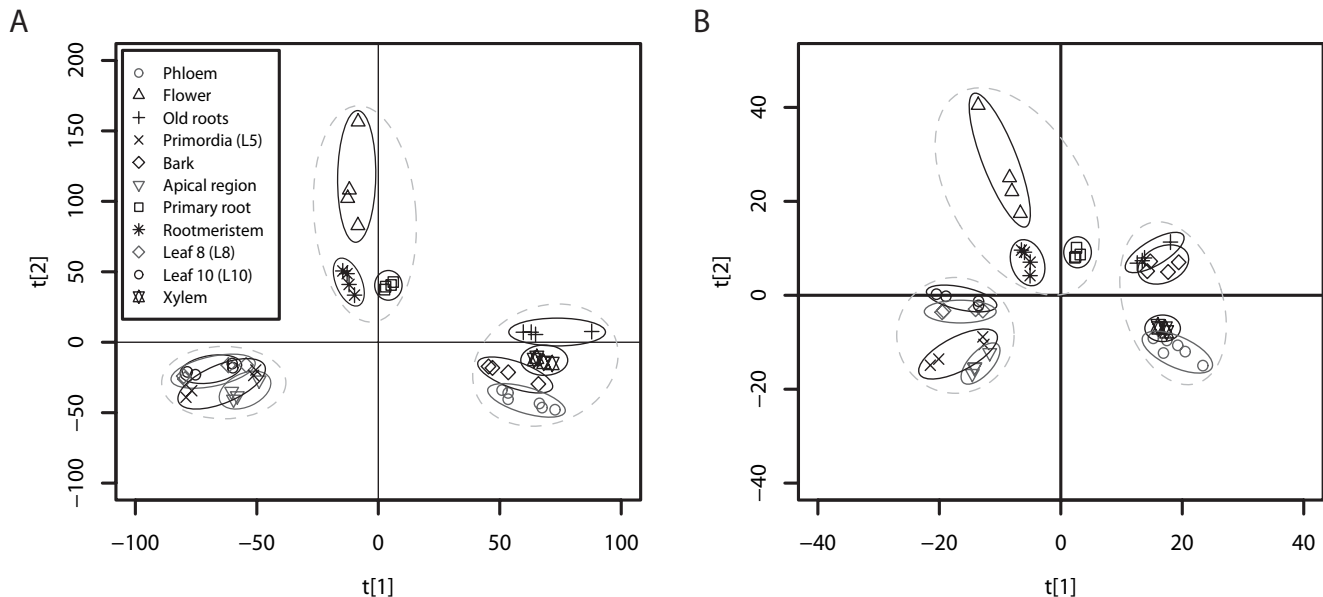 A
200
150
100
50
0
−50
−100
t[2]
Phloem
Flower
Old roots
Primordia (L5)
Bark
Apical region
Primary root
Rootmeristem
Leaf 8 (L8)
Leaf 10 (L10)
Xylem
−100
−50
0
50
100
t[1]
B
40
20
0
−20
−40
t[2]
−40
−20
0
20
40
t[1]